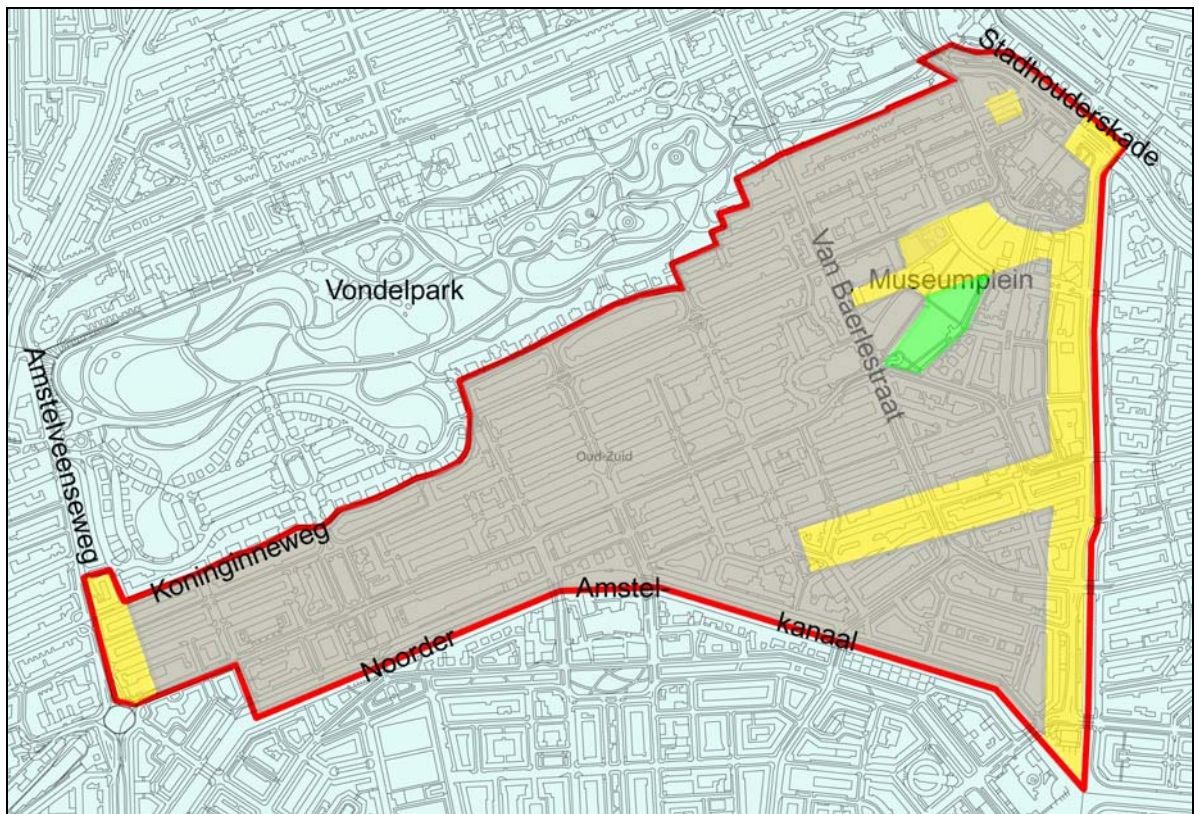 Stadhouderskade
Van Baerlestraat
Museumplein
Vondelpark
Amstelveenseweg
Oud-Zuid
Koninginneweg
Amstel-
kanaal
Noorder